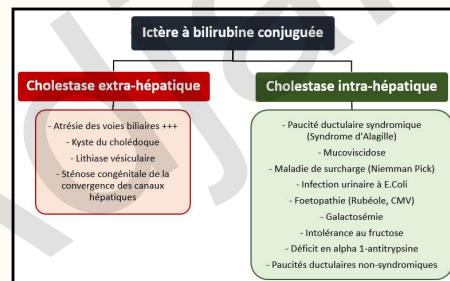 Ictère à bilirubine conjuguée
Cholestase extra-hépatique
- Atrésie des voies biliaires +++
- Kyste du cholédoque
- Lithiase vésiculaire
- Sténose congénitale de
la convergence des canaux
hépatiques
Cholestase intra-hépatique
- Paucité ductulaire syndromique
(Syndrome d'Alagille)
- Mucoviscidose
- Maladie de surcharge (Niemman Pick)
- Infection urinaire à E.Coli
- Foetopathie (Rubéole, CMV)
- Galactosémie
- Intolérance au fructose
- Déficit en alpha 1-antitrypsine
- Paucités ductulaires non-syndromiques